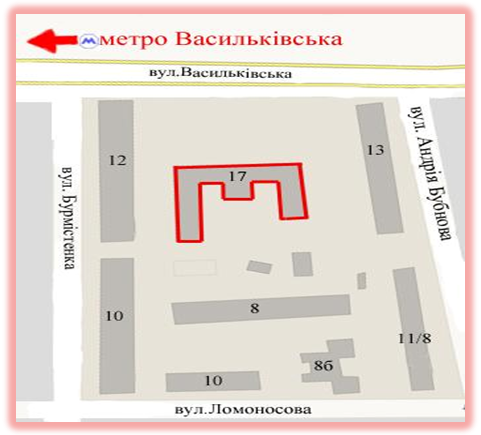 метро Васильківська
вул.Васильківська
12
17
13
вул. Андрія Бубнова
вул. Бурмістенка
10
8
11/8
8б
10
вул.Ломоносова